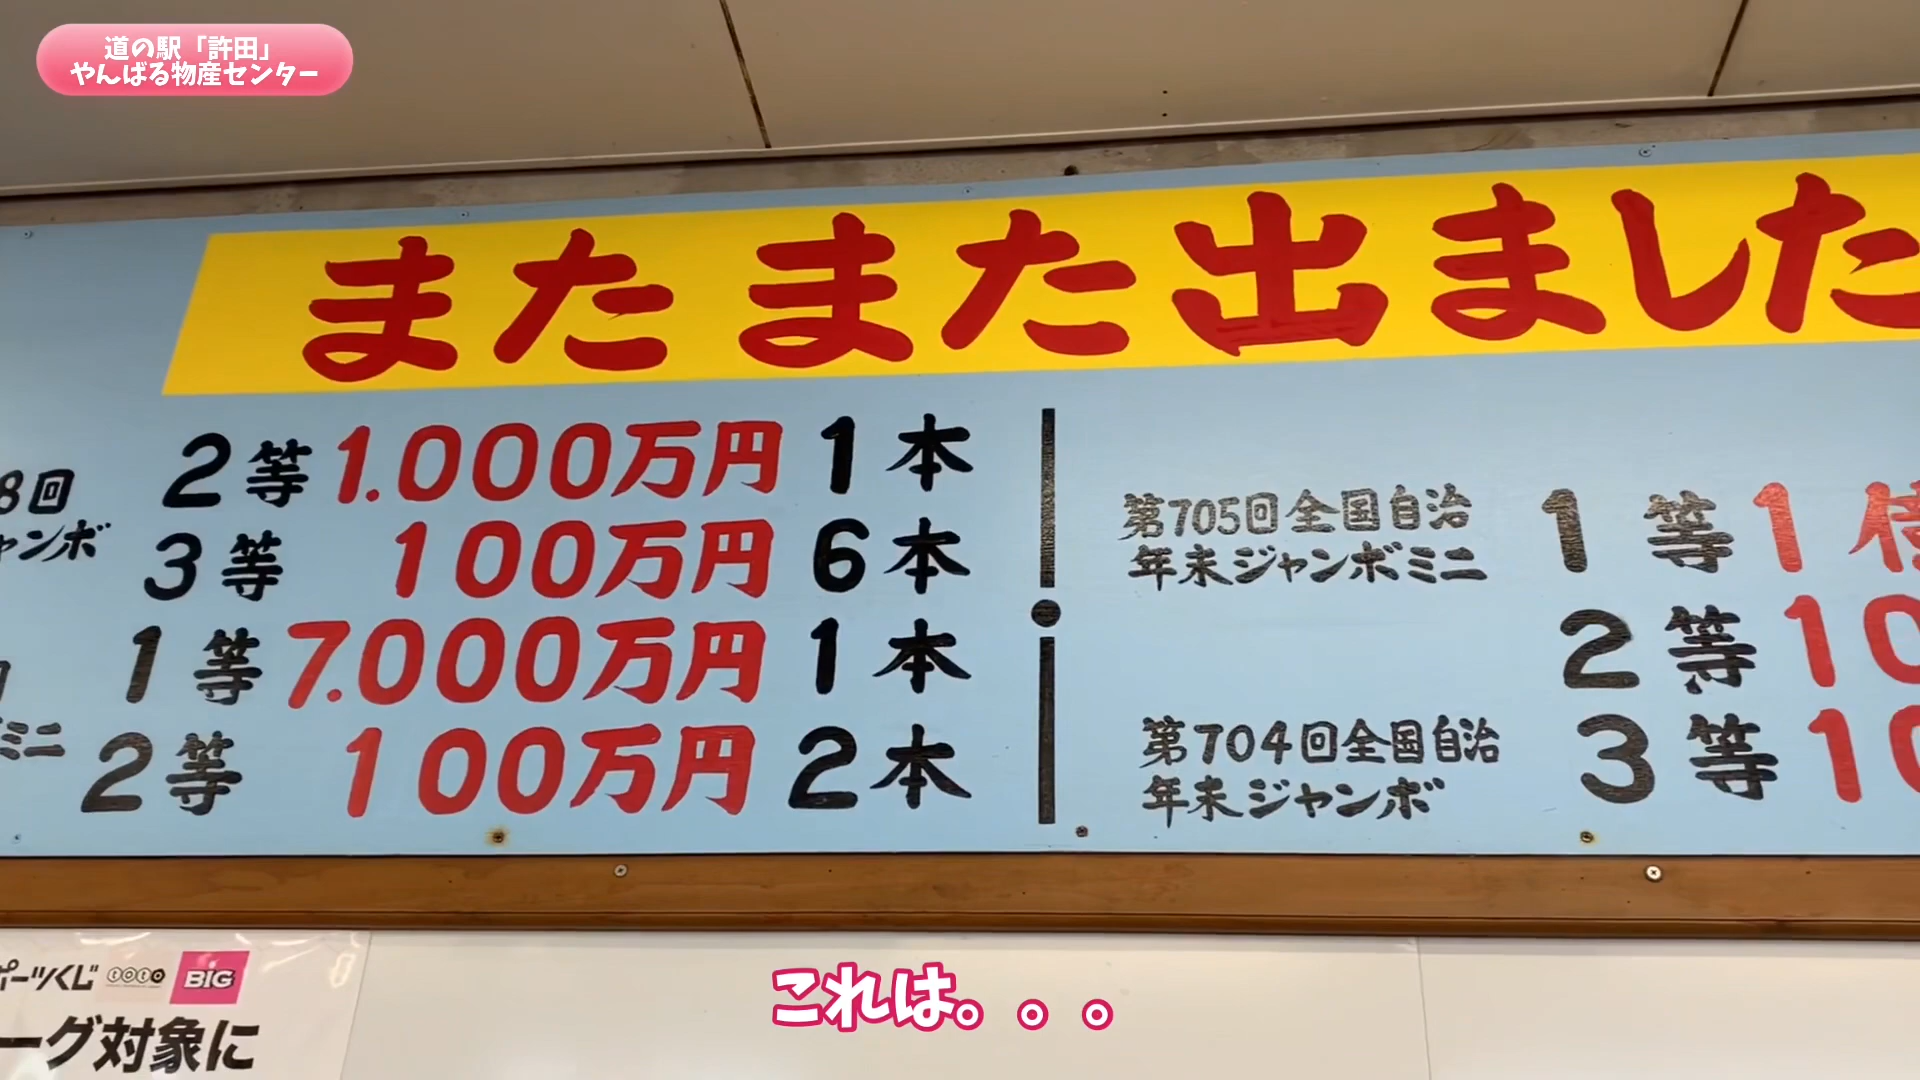 道の駅「許田」
やんばる物産センター
またまた出ました
8回
ャンボ
2等 1.000万円 1本
3等 100万円 6本
1等 7.000万円 1本
ミニ
2等 100万円 2本
第705回全国自治
年末ジャンボミニ
1等 1億
2等 10
第704回全国自治
年末ジャンボ
3等 10
ポーツくじ toto BIG
ーグ対象に
これは。。。